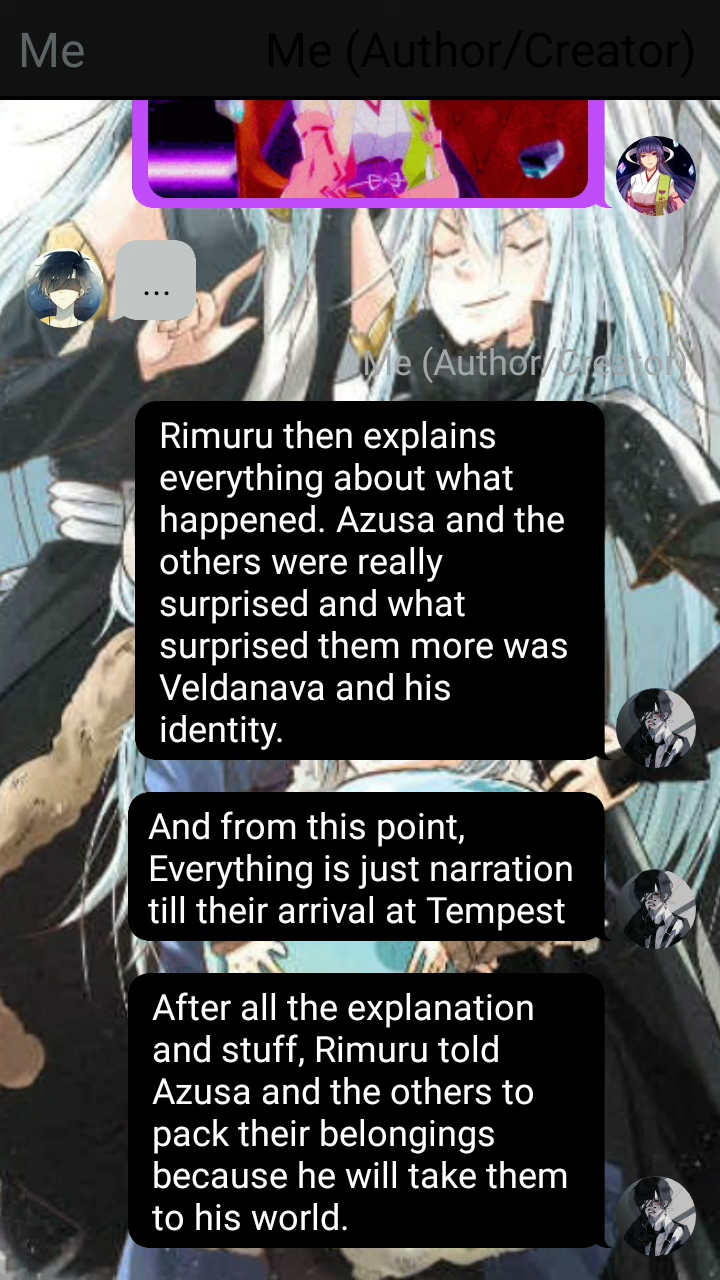 Me
Me (Author/Creator)
...
Me (Author/Creator)
Rimuru then explains
everything about what
happened. Azusa and the
others were really
surprised and what
surprised them more was
Veldanava and his
identity.
And from this point,
Everything is just narration
till their arrival at Tempest
After all the explanation
and stuff, Rimuru told
Azusa and the others to
pack their belongings
because he will take them
to his world.